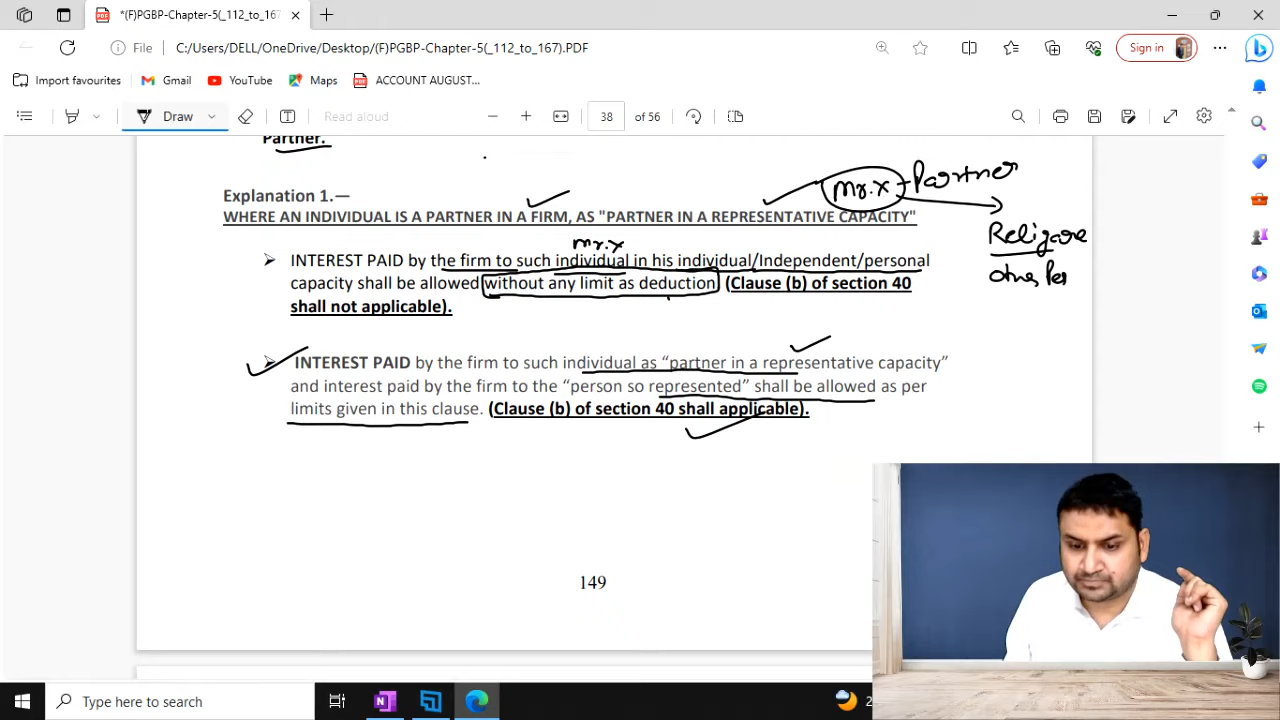 *(F)PGBP-Chapter-5(_112_to_167
File
C:/Users/DELL/OneDrive/Desktop/(F)PGBP-Chapter-5(_112_to_167).PDF
Sign in
Import favourites
Gmail
YouTube
Maps
ACCOUNT AUGUST...
Draw
Read aloud
38 of 56
Partner.
Mr.X - Partner
Explanation 1.—
WHERE AN INDIVIDUAL IS A PARTNER IN A FIRM, AS "PARTNER IN A REPRESENTATIVE CAPACITY"
Religare
Mr.X
INTEREST PAID by the firm to such individual in his individual/Independent/personal
capacity shall be allowed without any limit as deduction (Clause (b) of section 40
shall not applicable).
INTEREST PAID by the firm to such individual as “partner in a representative capacity”
and interest paid by the firm to the “person so represented” shall be allowed as per
limits given in this clause. (Clause (b) of section 40 shall applicable).
149
Type here to search
2